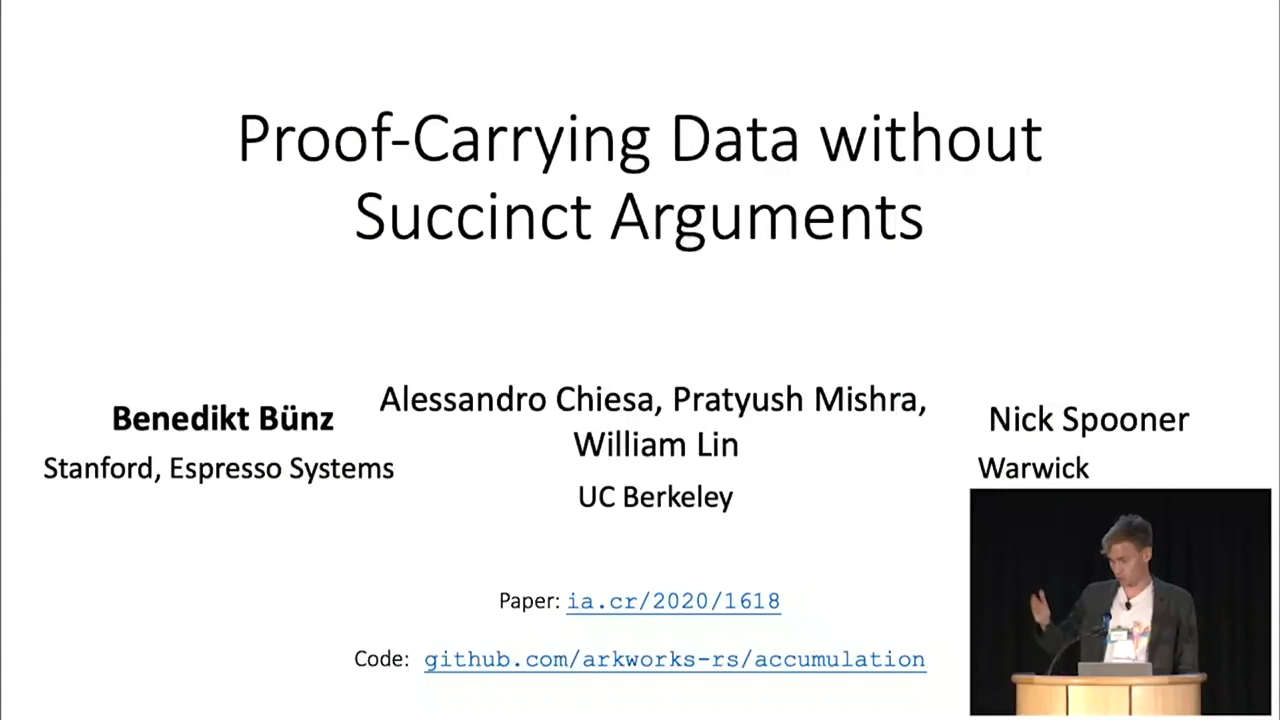 Proof-Carrying Data without
Succinct Arguments
Benedikt Bünz
Stanford, Espresso Systems
Alessandro Chiesa, Pratyush Mishra,
William Lin
UC Berkeley
Nick Spooner
Warwick
Paper: ia.cr/2020/1618
Code: github.com/arkworks-rs/accumulation